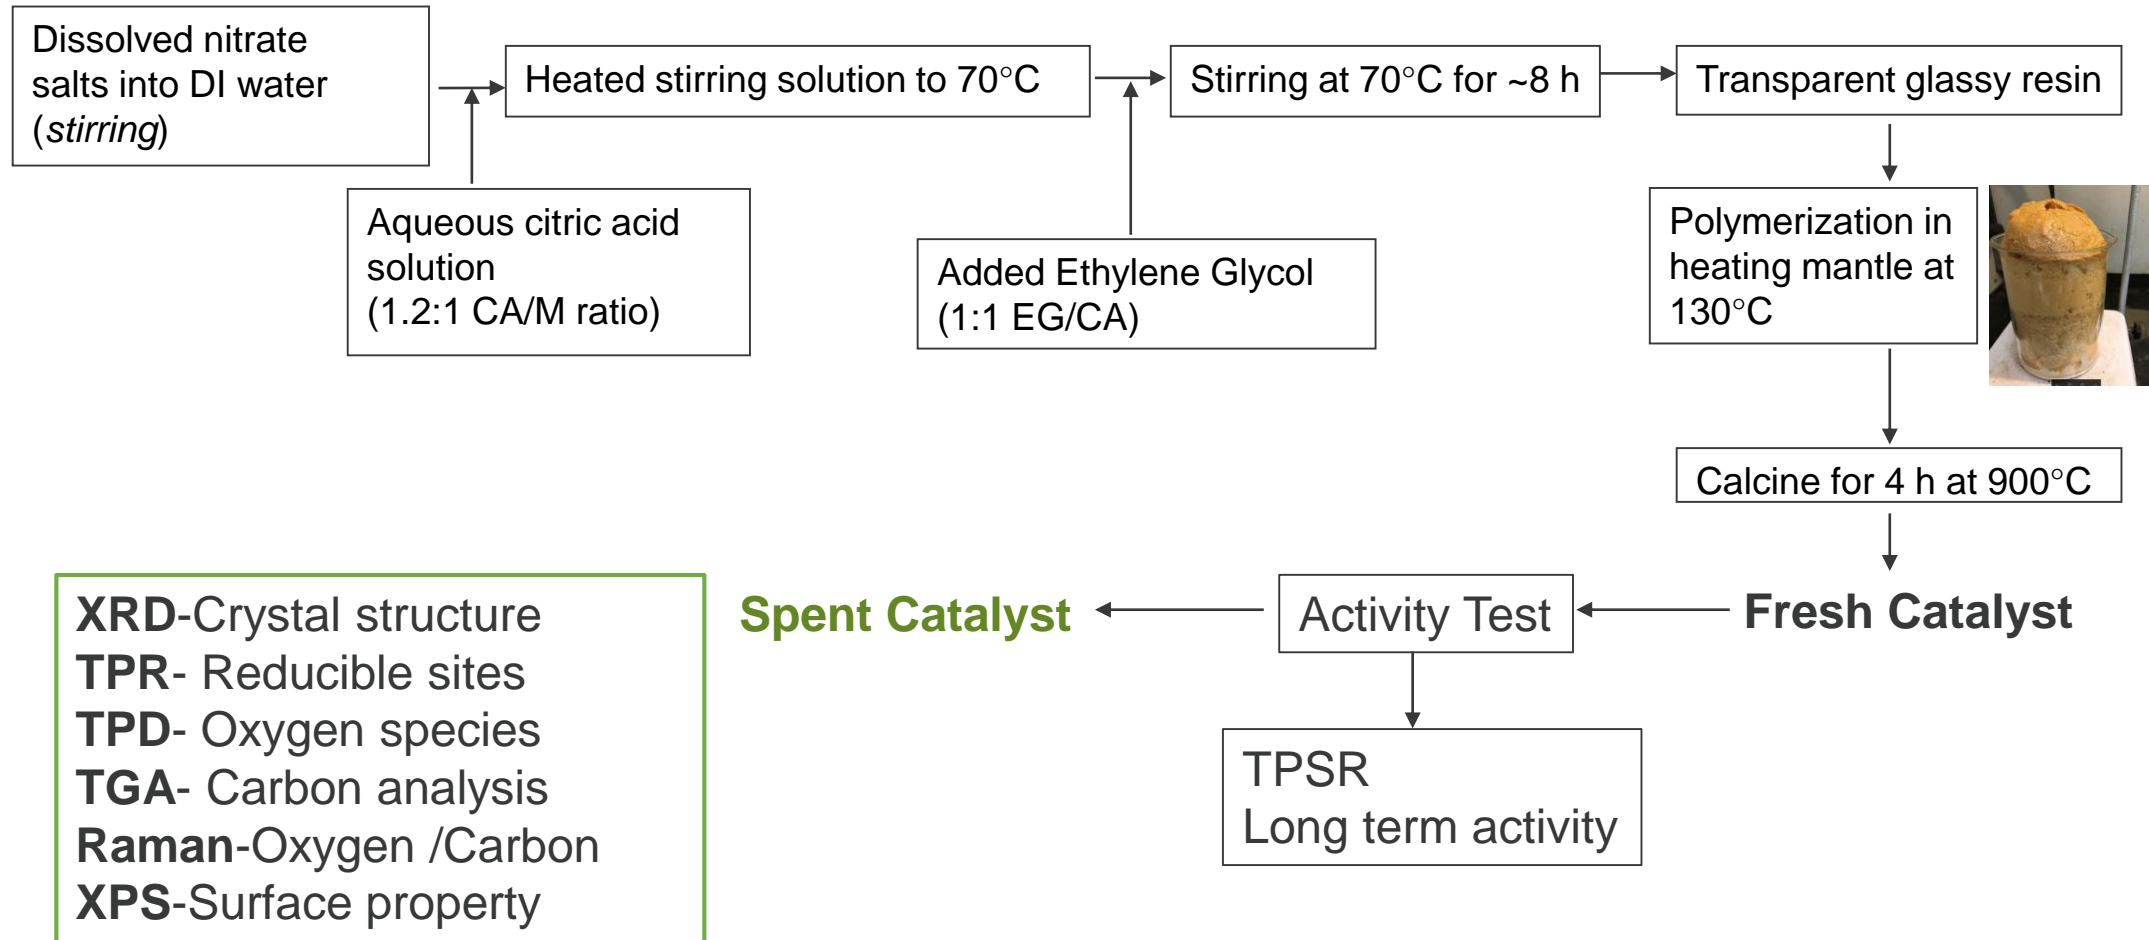 Dissolved nitrate
salts into DI water
(stirring)
Heated stirring solution to 70°C
Stirring at 70°C for ~8 h
Transparent glassy resin
Aqueous citric acid
solution
(1.2:1 CA/M ratio)
Added Ethylene Glycol
(1:1 EG/CA)
Polymerization in
heating mantle at
130°C
Calcine for 4 h at 900°C
Fresh Catalyst
Activity Test
Spent Catalyst
TPSR
Long term activity
XRD-Crystal structure
TPR- Reducible sites
TPD- Oxygen species
TGA- Carbon analysis
Raman-Oxygen /Carbon
XPS-Surface property